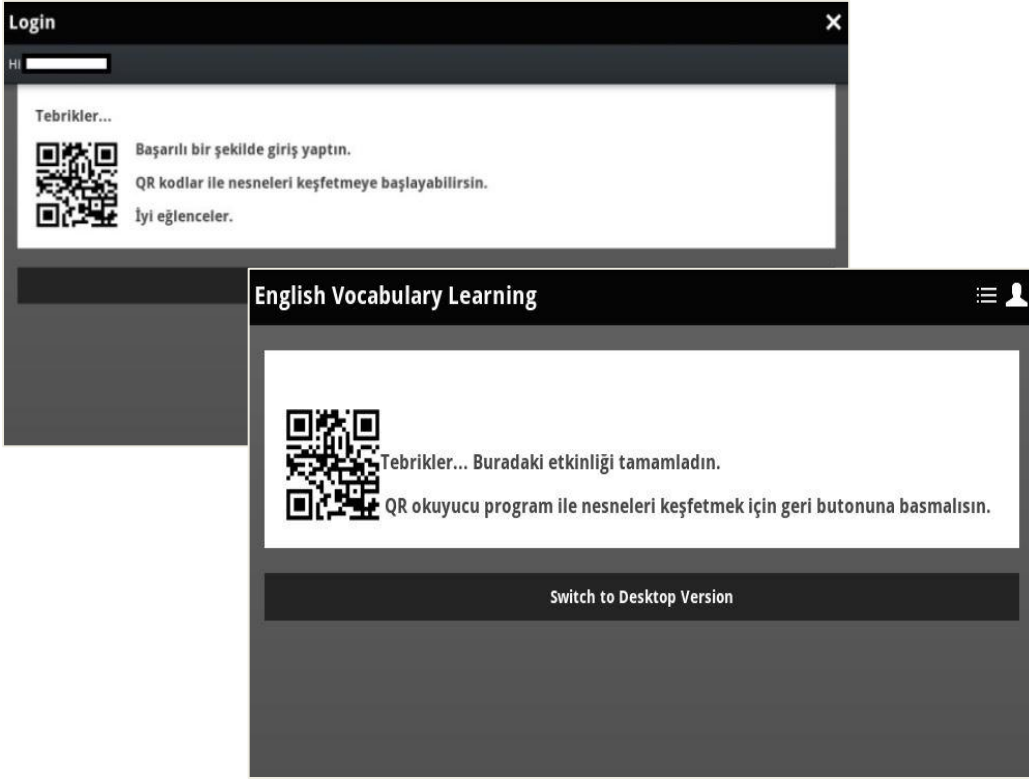 Login
Hi
Tebrikler...
Başarılı bir şekilde giriş yaptın.
QR kodlar ile nesneleri keşfetmeye başlayabilirsin.
İyi eğlenceler.
English Vocabulary Learning
Tebrikler... Buradaki etkinliği tamamladın.
QR okuyucu program ile nesneleri keşfetmek için geri butonuna basmalısın.
Switch to Desktop Version